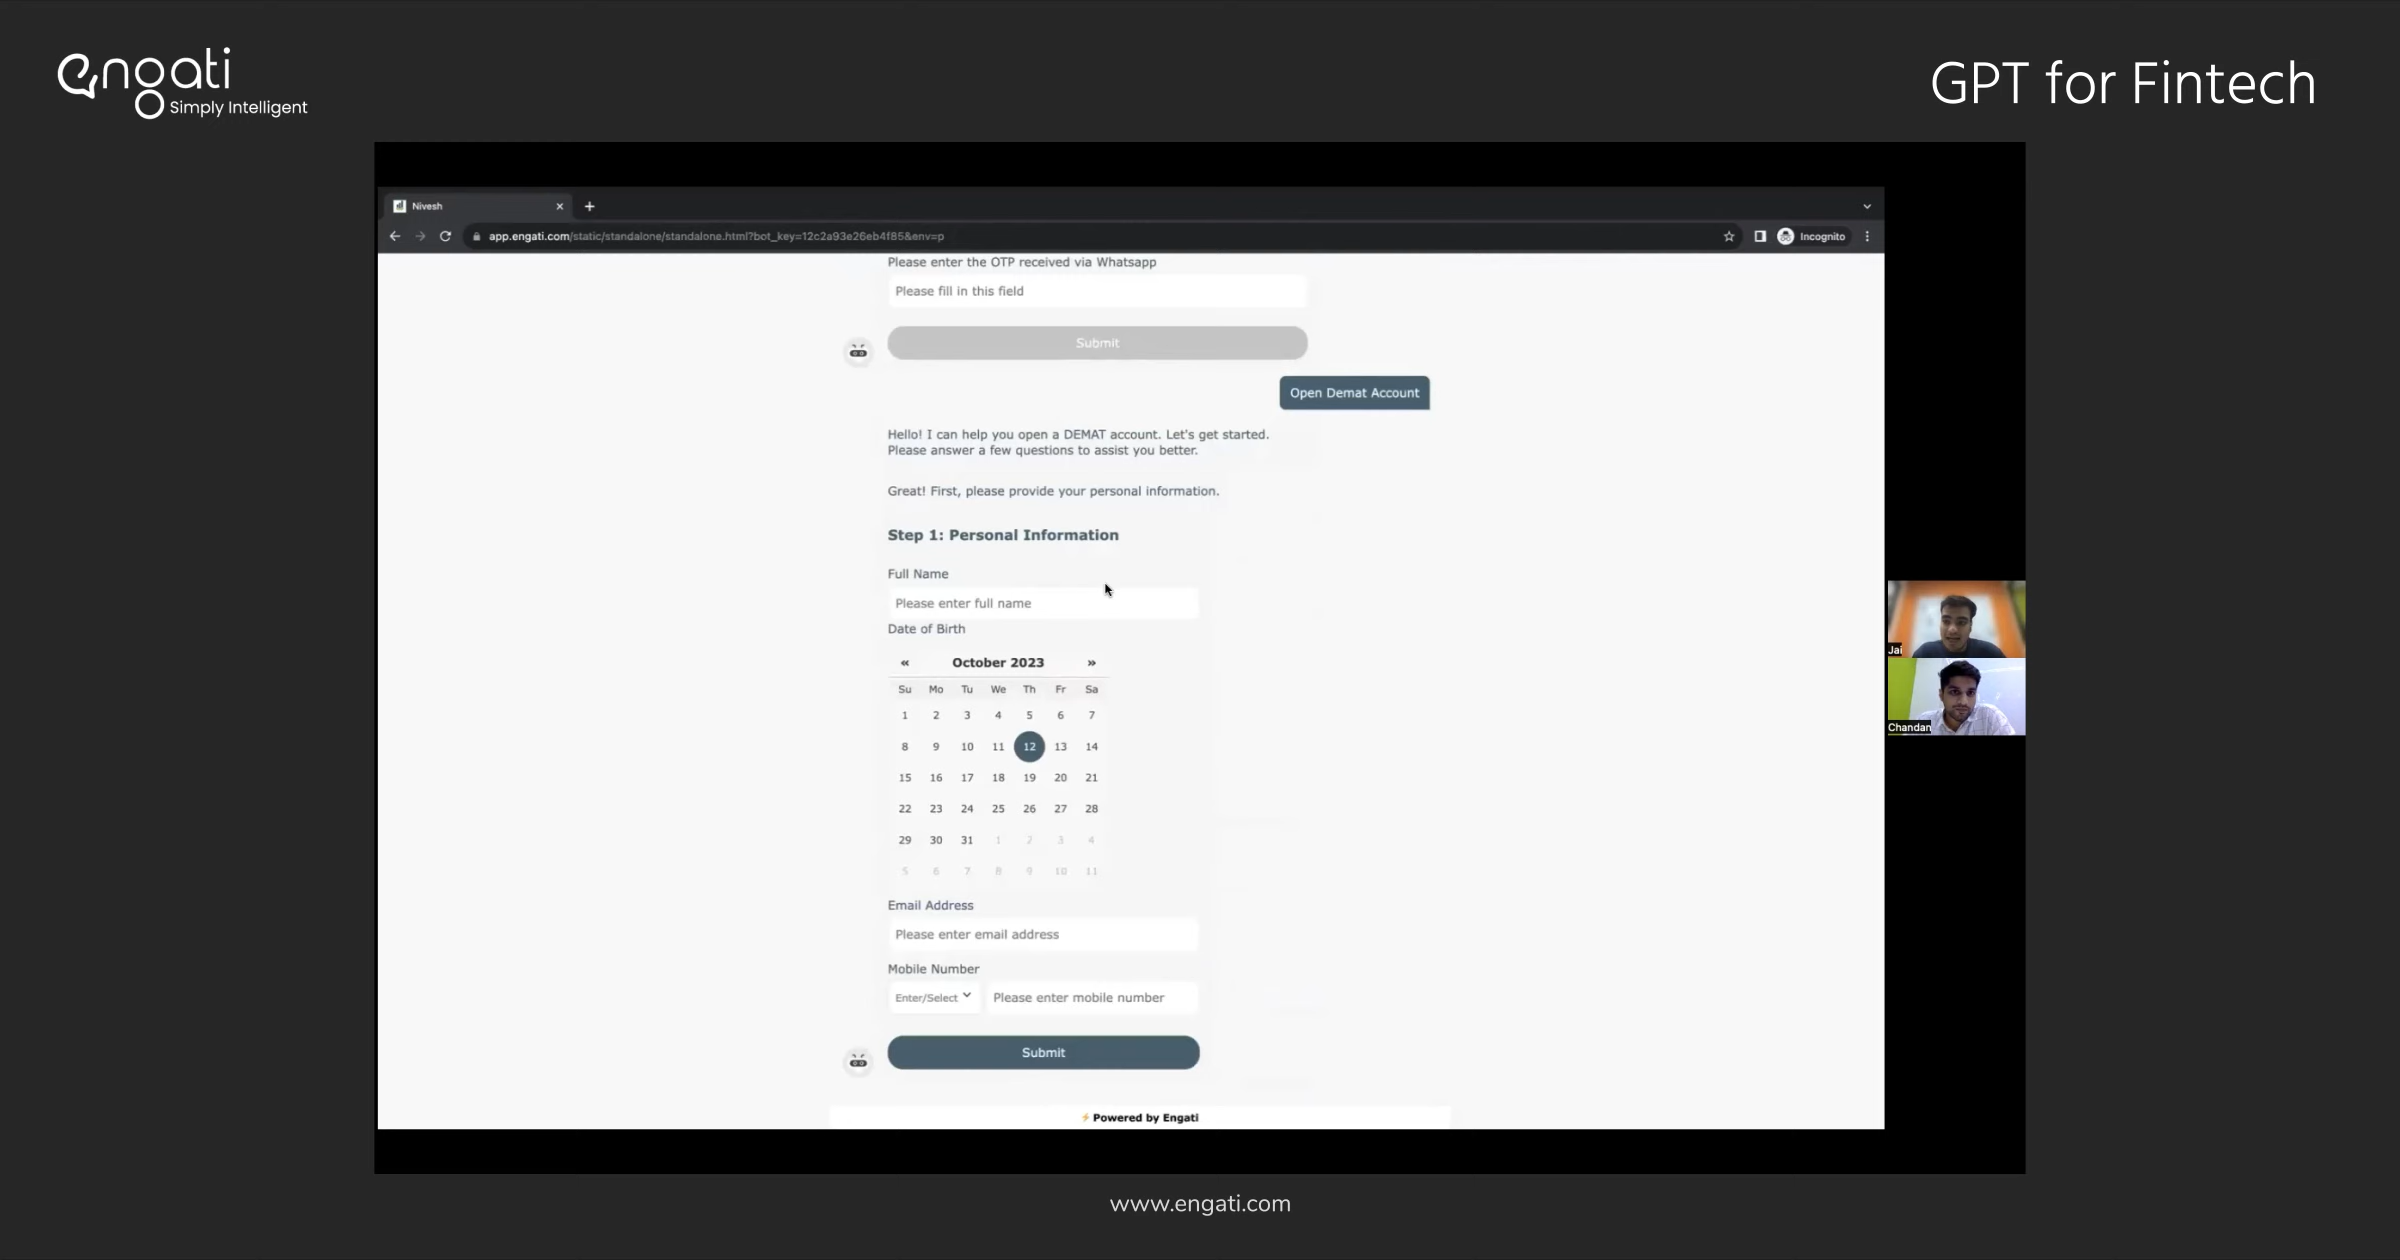 engati
Simply Intelligent
GPT for Fintech
Nivesh
app.engati.com/static/standalone/standalone.html?bot_key=12c2a93e26eb4f85&env=p
Incognito
Please enter the OTP received via Whatsapp
Please fill in this field
Submit
Open Demat Account
Hello! I can help you open a DEMAT account. Let's get started.
Please answer a few questions to assist you better.
Great! First, please provide your personal information.
Step 1: Personal Information
Full Name
Please enter full name
Date of Birth
« October 2023 »
Su Mo Tu We Th Fr Sa
1 2 3 4 5 6 7
8 9 10 11 12 13 14
15 16 17 18 19 20 21
22 23 24 25 26 27 28
29 30 31 1 2 3 4
5 6 7 8 9 10 11
Email Address
Please enter email address
Mobile Number
Enter/Select Please enter mobile number
Submit
Powered by Engati
Jai
Chandan
www.engati.com